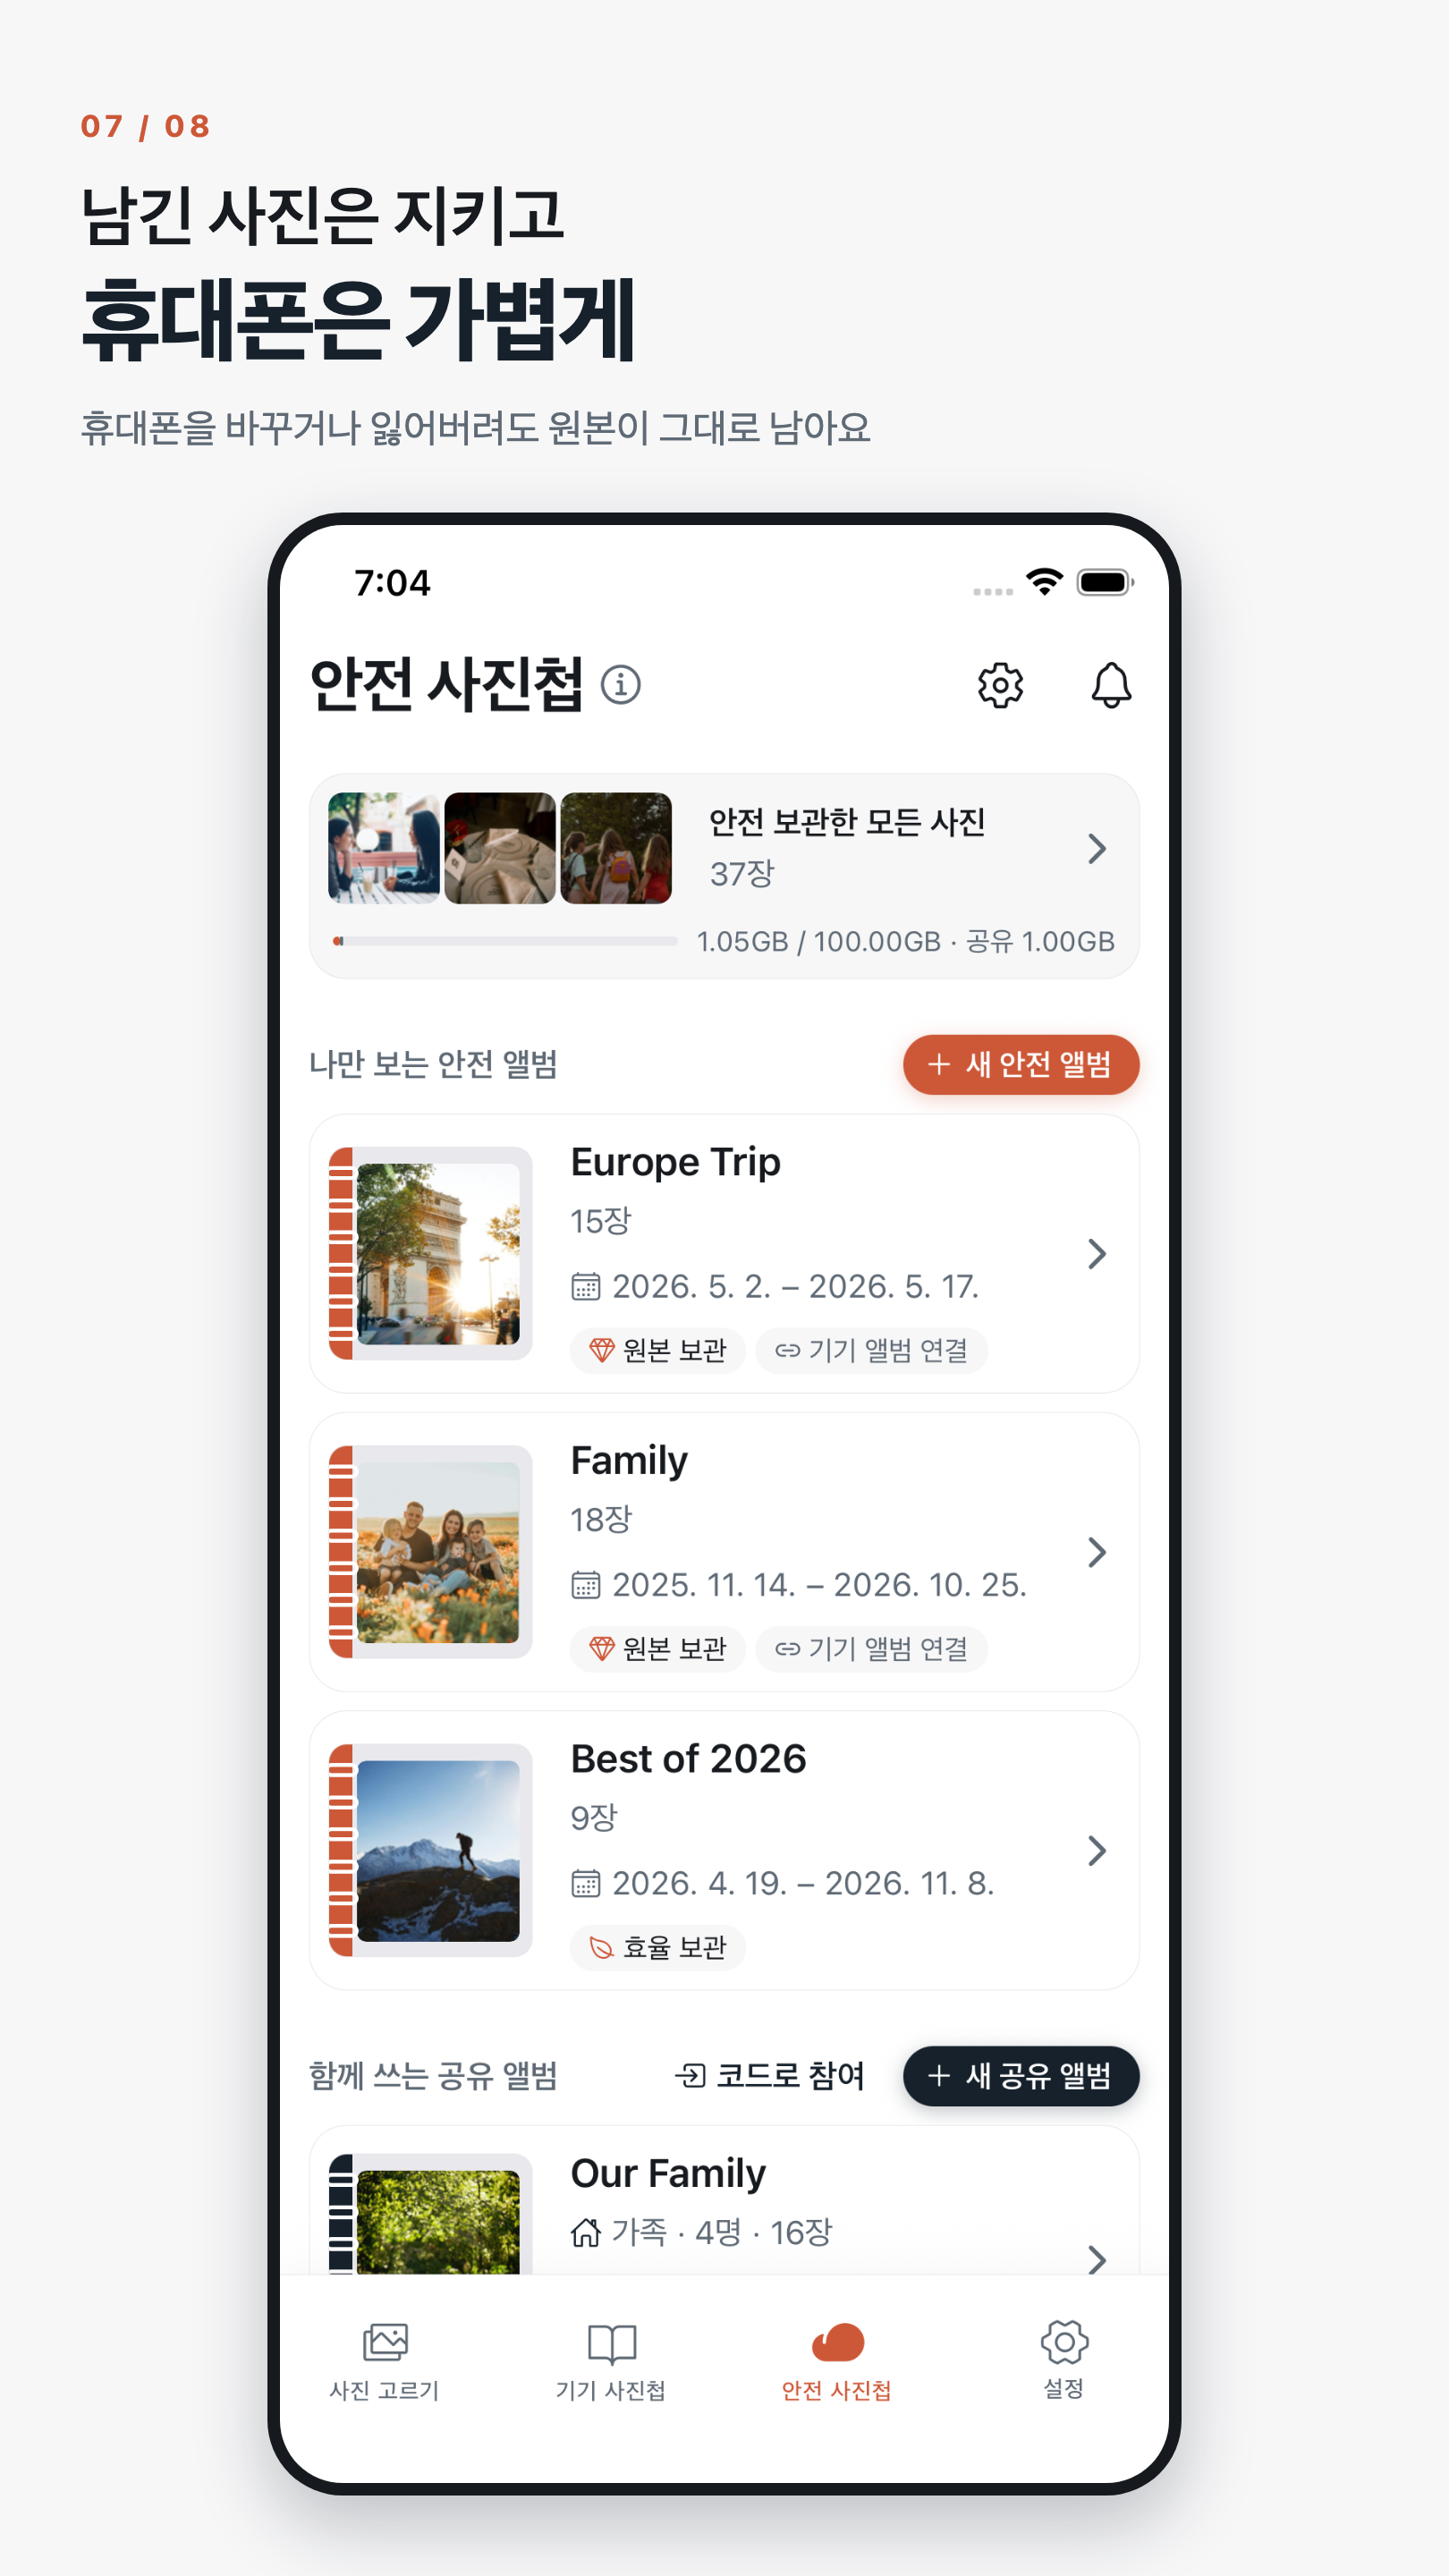 07 / 08
남긴 사진은 지키고
휴대폰은 가볍게
휴대폰을 바꾸거나 잃어버려도 원본이 그대로 남아요
7:04
안전 사진첩
안전 보관한 모든 사진
37장
1.05GB / 100.00GB · 공유 1.00GB
나만 보는 안전 앨범
+ 새 안전 앨범
Europe Trip
15장
2026. 5. 2. – 2026. 5. 17.
원본 보관 기기 앨범 연결
Family
18장
2025. 11. 14. – 2026. 10. 25.
원본 보관 기기 앨범 연결
Best of 2026
9장
2026. 4. 19. – 2026. 11. 8.
효율 보관
함께 쓰는 공유 앨범 코드로 참여 + 새 공유 앨범
Our Family
가족 · 4명 · 16장
사진 고르기 기기 사진첩 안전 사진첩 설정